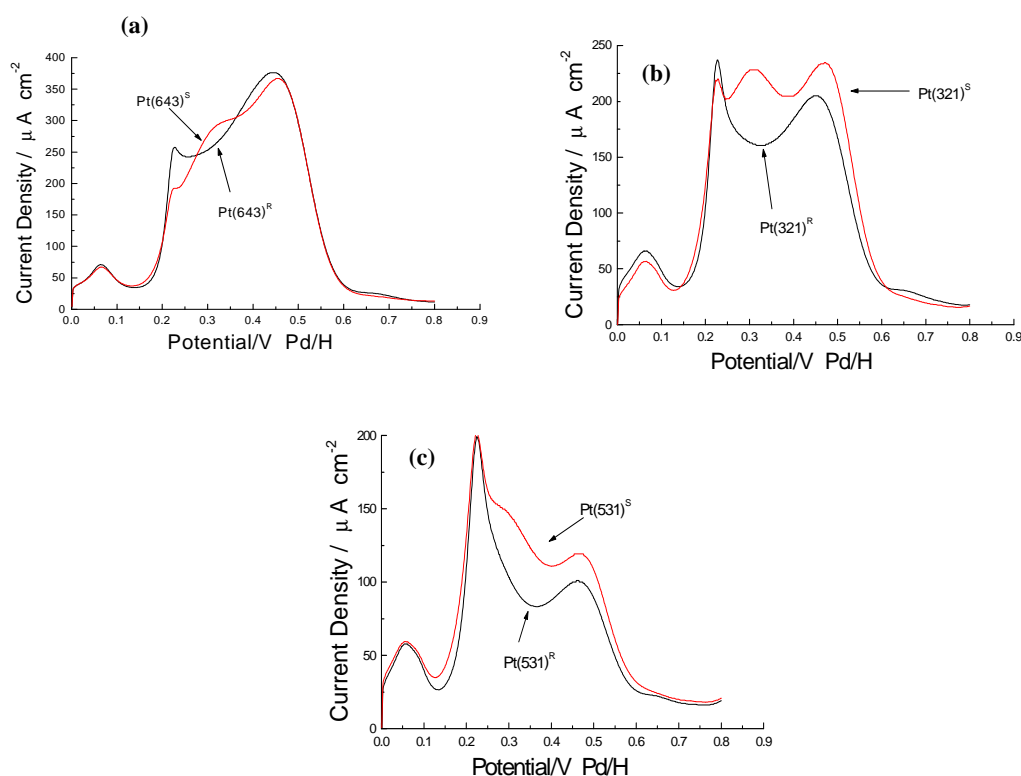 (a)
Current Density / μ A cm⁻²
400
350
300
250
200
150
100
50
0
Pt(643)ˢ
Pt(643)ᴿ
0.0 0.1 0.2 0.3 0.4 0.5 0.6 0.7 0.8 0.9
Potential/V Pd/H
(b)
Current Density / μ A cm⁻²
250
200
150
100
50
0
Pt(321)ˢ
Pt(321)ᴿ
0.0 0.1 0.2 0.3 0.4 0.5 0.6 0.7 0.8 0.9
Potential/V Pd/H
(c)
Current Density / μ A cm⁻²
200
150
100
50
0
Pt(531)ˢ
Pt(531)ᴿ
0.0 0.1 0.2 0.3 0.4 0.5 0.6 0.7 0.8 0.9
Potential/V Pd/H